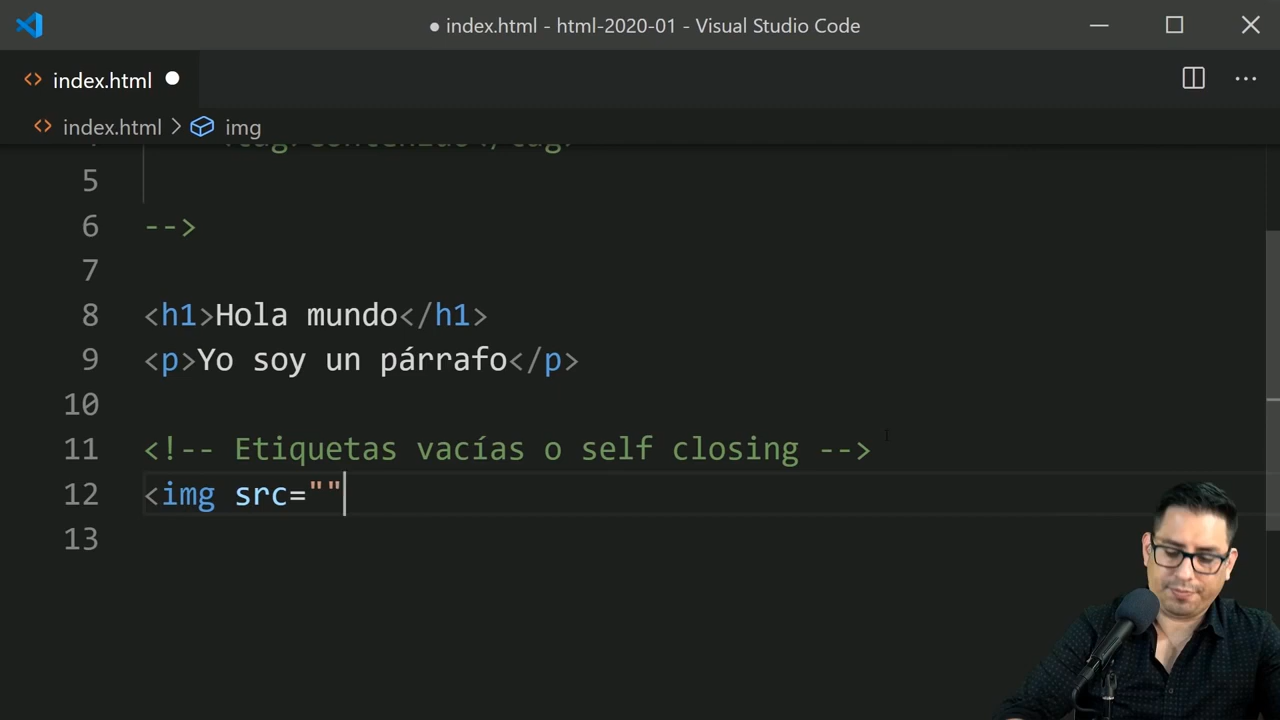 ● index.html - html-2020-01 - Visual Studio Code
index.html ●
index.html > img
5
6 -->
7
8 <h1>Hola mundo</h1>
9 <p>Yo soy un párrafo</p>
10
11 <!-- Etiquetas vacías o self closing -->
12 <img src=""
13